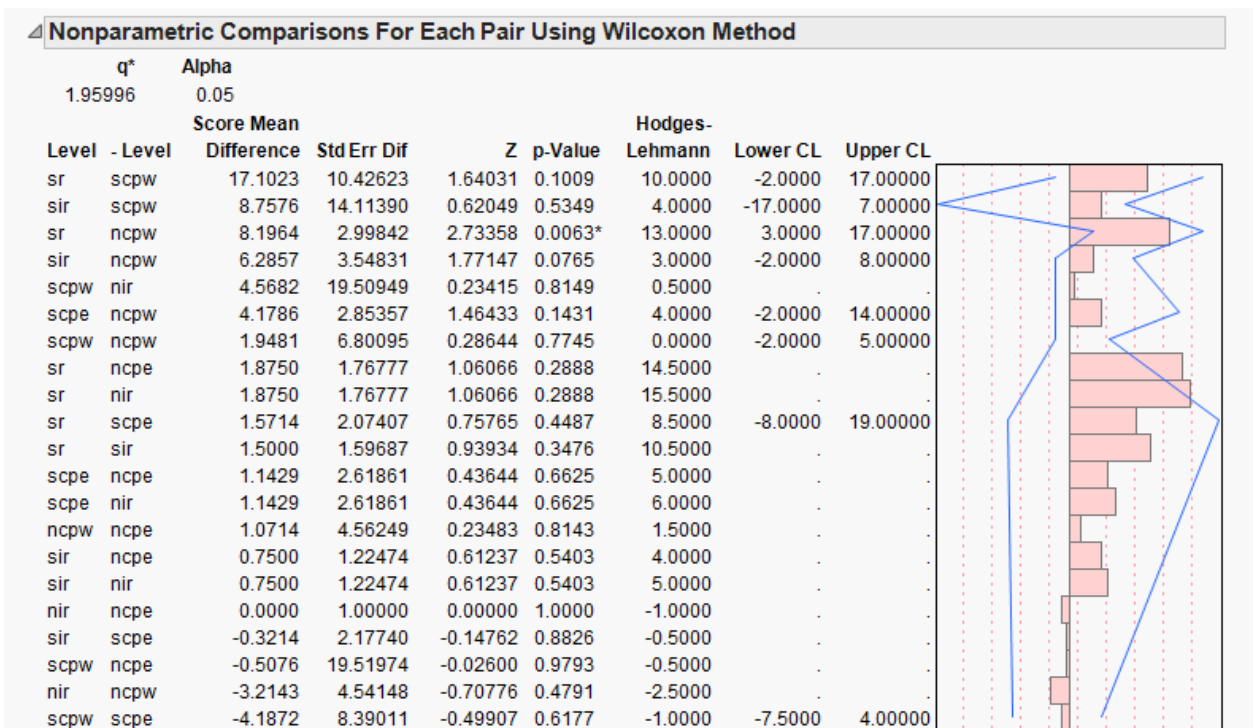 Nonparametric Comparisons For Each Pair Using Wilcoxon Method
q* Alpha
1.95996 0.05
Score Mean Hodges-
Level - Level Difference Std Err Dif Z p-Value Lehmann Lower CL Upper CL
sr scpw 17.1023 10.42623 1.64031 0.1009 10.0000 -2.0000 17.00000
sir scpw 8.7576 14.11390 0.62049 0.5349 4.0000 -17.0000 7.00000
sr ncpw 8.1964 2.99842 2.73358 0.0063* 13.0000 3.0000 17.00000
sir ncpw 6.2857 3.54831 1.77147 0.0765 3.0000 -2.0000 8.00000
scpw nir 4.5682 19.50949 0.23415 0.8149 0.5000 . .
scpe ncpw 4.1786 2.85357 1.46433 0.1431 4.0000 -2.0000 14.00000
scpw ncpw 1.9481 6.80095 0.28644 0.7745 0.0000 -2.0000 5.00000
sr ncpe 1.8750 1.76777 1.06066 0.2888 14.5000 . .
sr nir 1.8750 1.76777 1.06066 0.2888 15.5000 . .
sr scpe 1.5714 2.07407 0.75765 0.4487 8.5000 -8.0000 19.00000
sr sir 1.5000 1.59687 0.93934 0.3476 10.5000 . .
scpe ncpe 1.1429 2.61861 0.43644 0.6625 5.0000 . .
scpe nir 1.1429 2.61861 0.43644 0.6625 6.0000 . .
ncpw ncpe 1.0714 4.56249 0.23483 0.8143 1.5000 . .
sir ncpe 0.7500 1.22474 0.61237 0.5403 4.0000 . .
sir nir 0.7500 1.22474 0.61237 0.5403 5.0000 . .
nir ncpe 0.0000 1.00000 0.00000 1.0000 -1.0000 . .
sir scpe -0.3214 2.17740 -0.14762 0.8826 -0.5000 . .
scpw ncpe -0.5076 19.51974 -0.02600 0.9793 -0.5000 . .
nir ncpw -3.2143 4.54148 -0.70776 0.4791 -2.5000 . .
scpw scpe -4.1872 8.39011 -0.49907 0.6177 -1.0000 -7.5000 4.00000